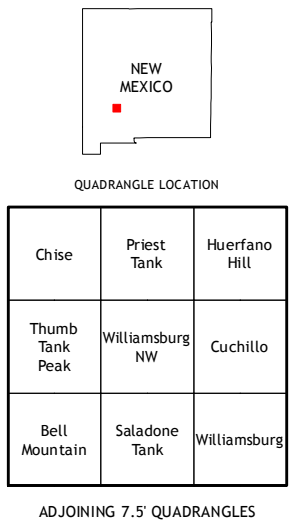 NEW
MEXICO
QUADRANGLE LOCATION
Chise
Priest
Tank
Huerfano
Hill
Thumb
Tank
Peak
Williamsburg
NW
Cuchillo
Bell
Mountain
Saladone
Tank
Williamsburg
ADJOINING 7.5' QUADRANGLES